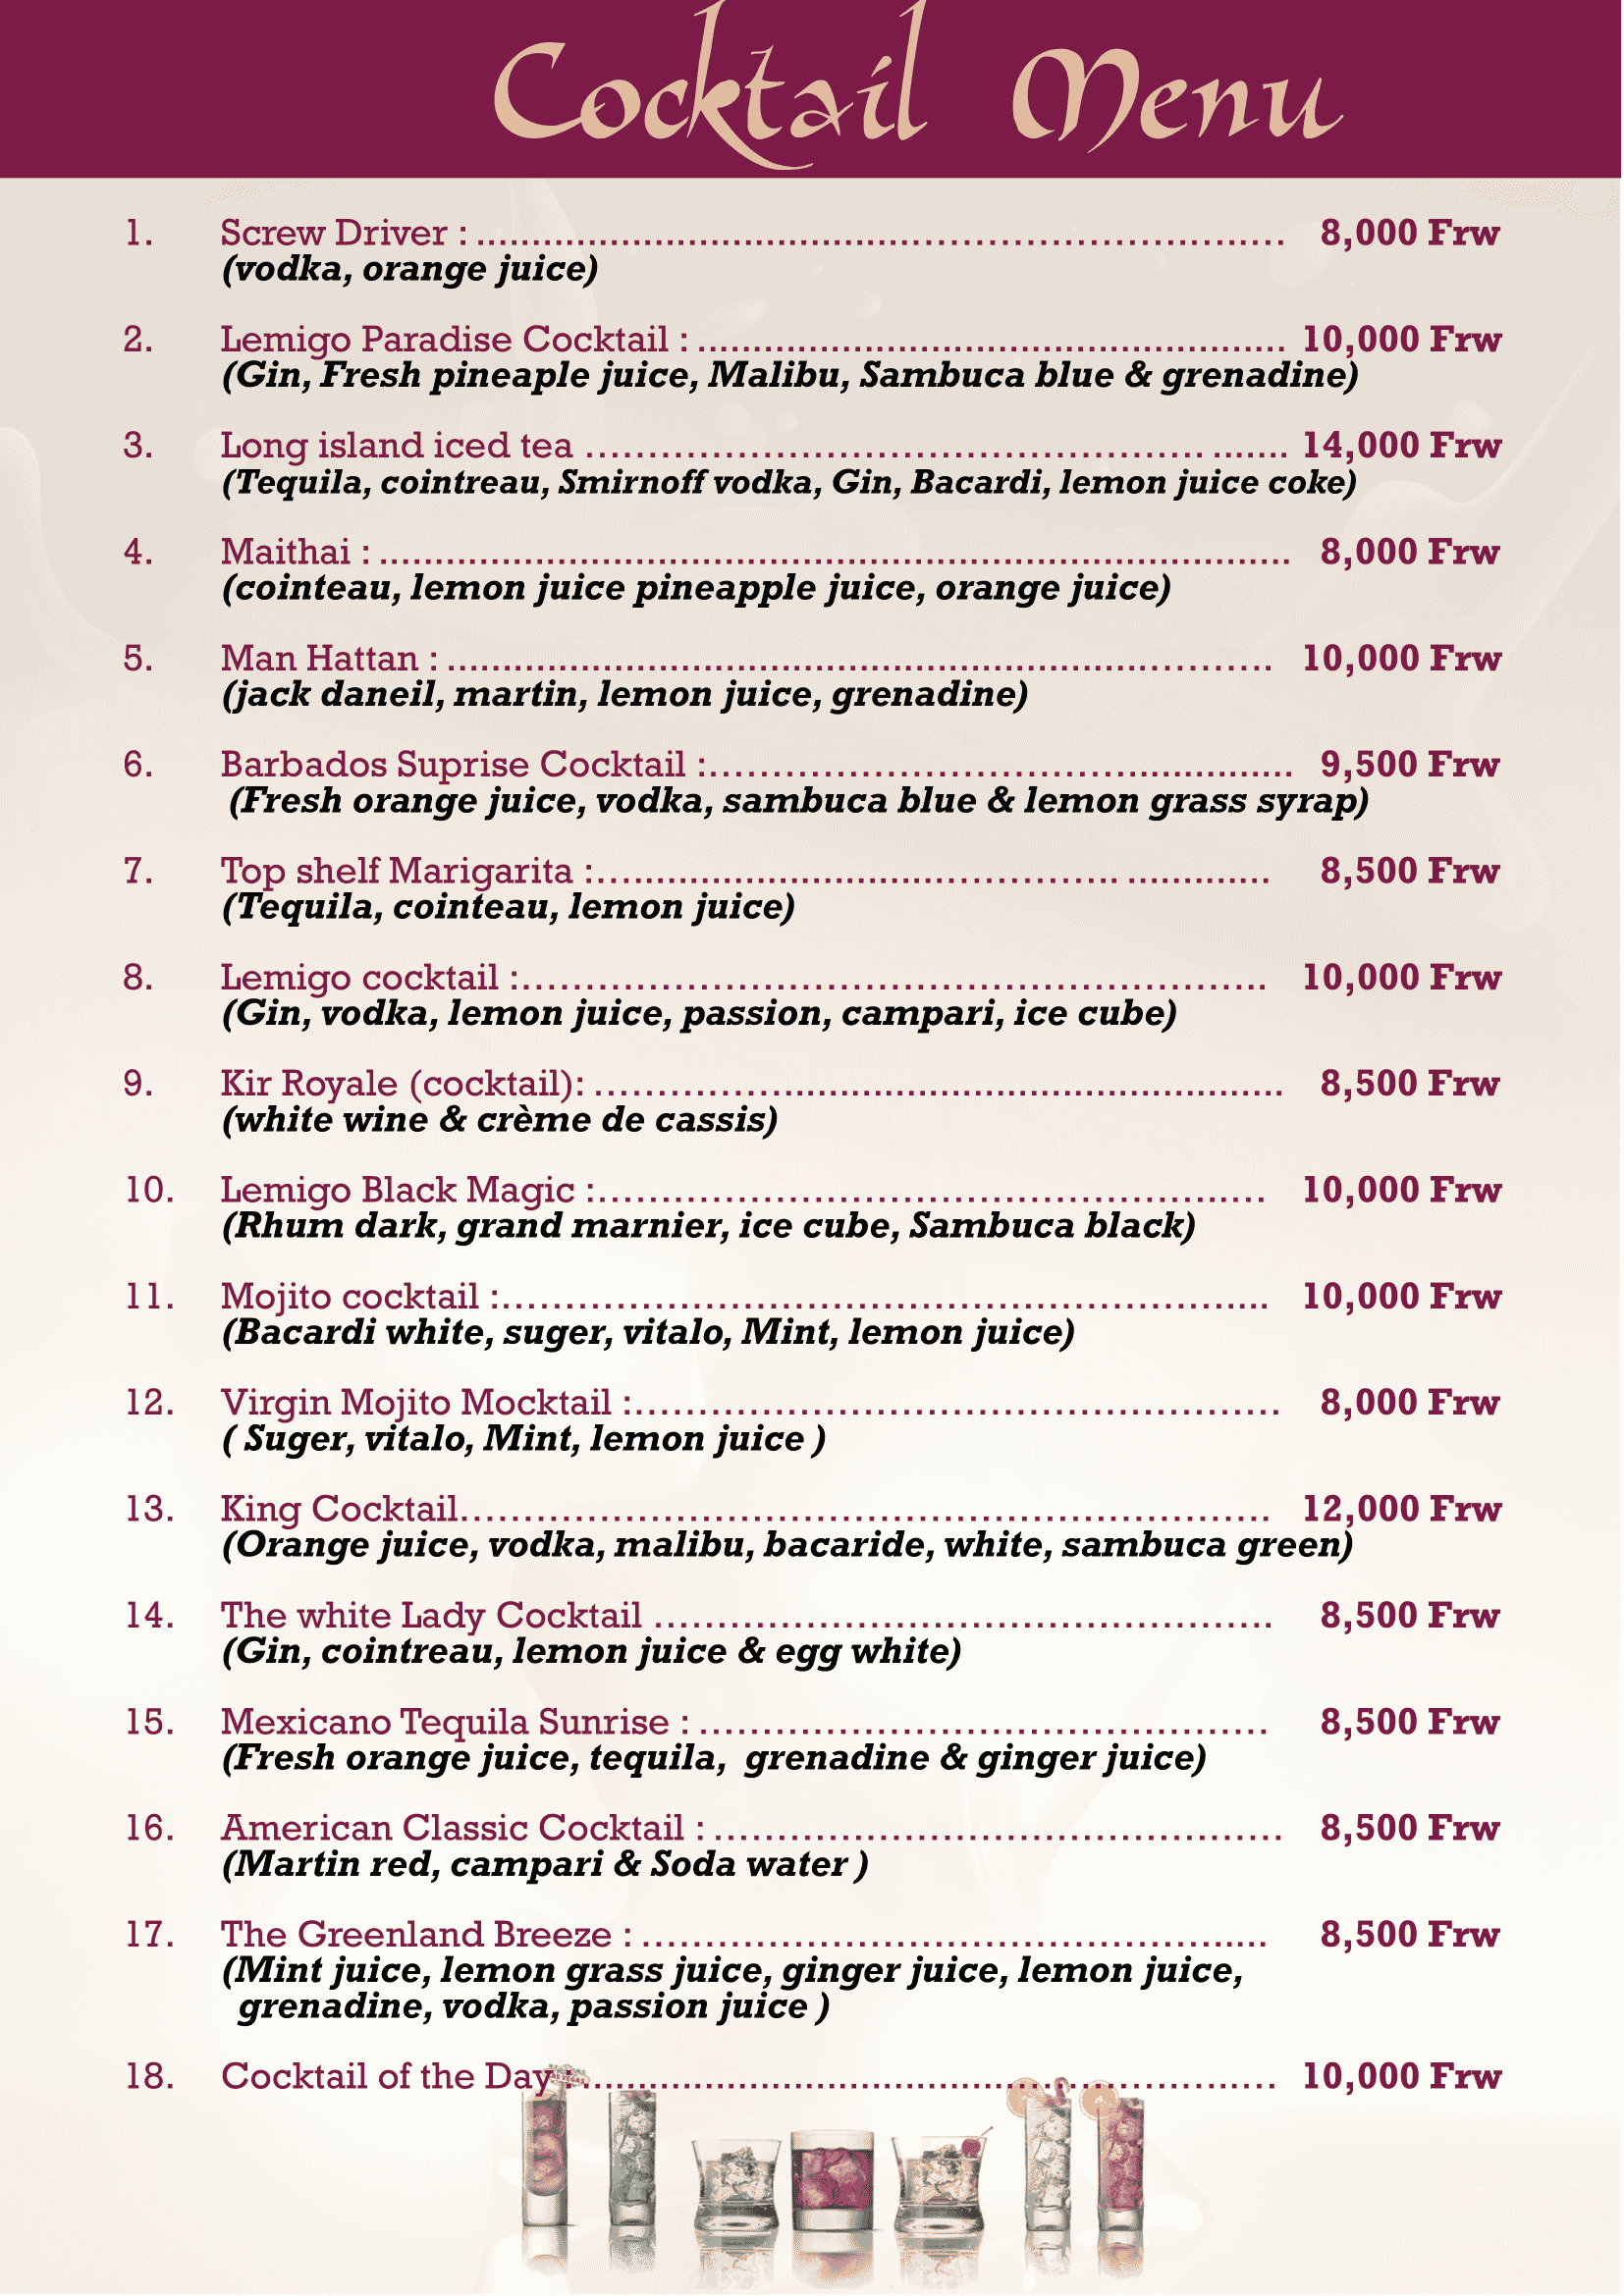 Cocktail Menu
1. Screw Driver : ........................................................ 8,000 Frw
(vodka, orange juice)
2. Lemigo Paradise Cocktail : ........................................ 10,000 Frw
(Gin, Fresh pineaple juice, Malibu, Sambuca blue & grenadine)
3. Long island iced tea ................................................ 14,000 Frw
(Tequila, cointreau, Smirnoff vodka, Gin, Bacardi, lemon juice coke)
4. Maithai : ............................................................ 8,000 Frw
(cointeau, lemon juice pineapple juice, orange juice)
5. Man Hattan : ........................................................ 10,000 Frw
(jack daneil, martin, lemon juice, grenadine)
6. Barbados Suprise Cocktail :........................................ 9,500 Frw
(Fresh orange juice, vodka, sambuca blue & lemon grass syrap)
7. Top shelf Marigarita :................................................ 8,500 Frw
(Tequila, cointeau, lemon juice)
8. Lemigo cocktail :.................................................... 10,000 Frw
(Gin, vodka, lemon juice, passion, campari, ice cube)
9. Kir Royale (cocktail): ................................................ 8,500 Frw
(white wine & crème de cassis)
10. Lemigo Black Magic :................................................ 10,000 Frw
(Rhum dark, grand marnier, ice cube, Sambuca black)
11. Mojito cocktail :.................................................... 10,000 Frw
(Bacardi white, suger, vitalo, Mint, lemon juice)
12. Virgin Mojito Mocktail :............................................ 8,000 Frw
( Suger, vitalo, Mint, lemon juice )
13. King Cocktail........................................................ 12,000 Frw
(Orange juice, vodka, malibu, bacaride, white, sambuca green)
14. The white Lady Cocktail ............................................ 8,500 Frw
(Gin, cointreau, lemon juice & egg white)
15. Mexicano Tequila Sunrise : ........................................ 8,500 Frw
(Fresh orange juice, tequila, grenadine & ginger juice)
16. American Classic Cocktail : ........................................ 8,500 Frw
(Martin red, campari & Soda water )
17. The Greenland Breeze : ............................................ 8,500 Frw
(Mint juice, lemon grass juice, ginger juice, lemon juice,
grenadine, vodka, passion juice )
18. Cocktail of the Day :................................................ 10,000 Frw